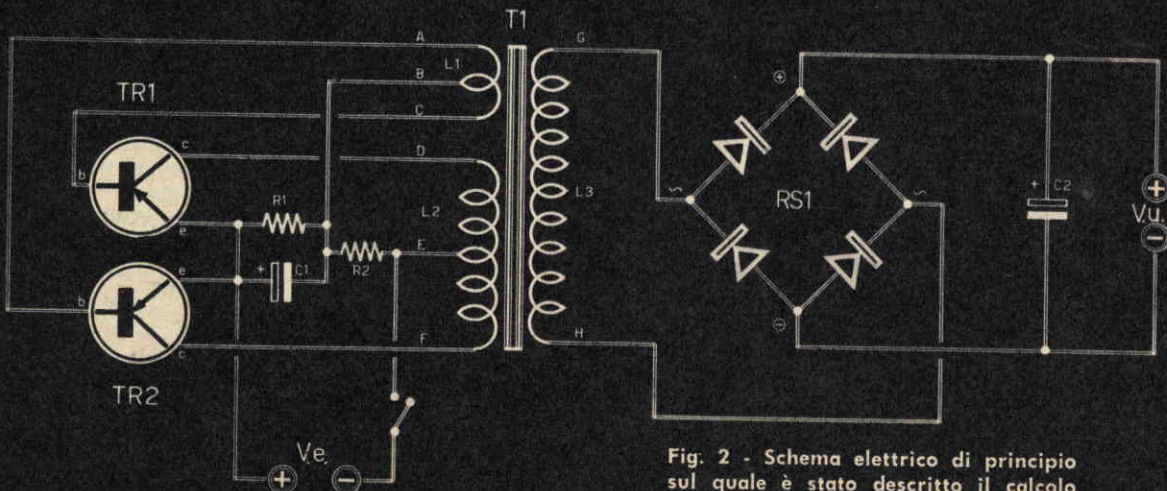 T1
A
G
L1
B
TR1
C
c
D
b
R1
L2
L3
RS1
~
~
+
C2
+
V.u.
−
e
E
R2
e
+
C1
b
c
F
H
TR2
V.e.
+
−
+
−
Fig. 2 - Schema elettrico di principio
sul quale è stato descritto il calcolo